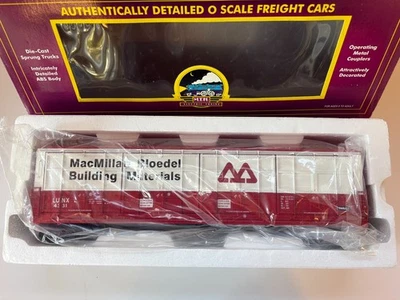 AUTHENTICALLY DETAILED O SCALE FREIGHT CARS
Die-Cast
Sprung Trucks
Intricately
Detailed
ABS Body
Operating
Metal
Couplers
Attractively
Decorated
MTH
MacMillan Bloedel
Building Materials